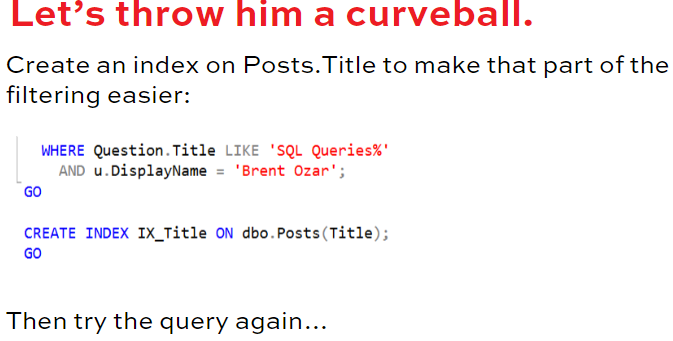 Let's throw him a curveball.
Create an index on Posts.Title to make that part of the
filtering easier:
WHERE Question.Title LIKE 'SQL Queries%'
AND u.DisplayName = 'Brent Ozar';
GO
CREATE INDEX IX_Title ON dbo.Posts(Title);
GO
Then try the query again...